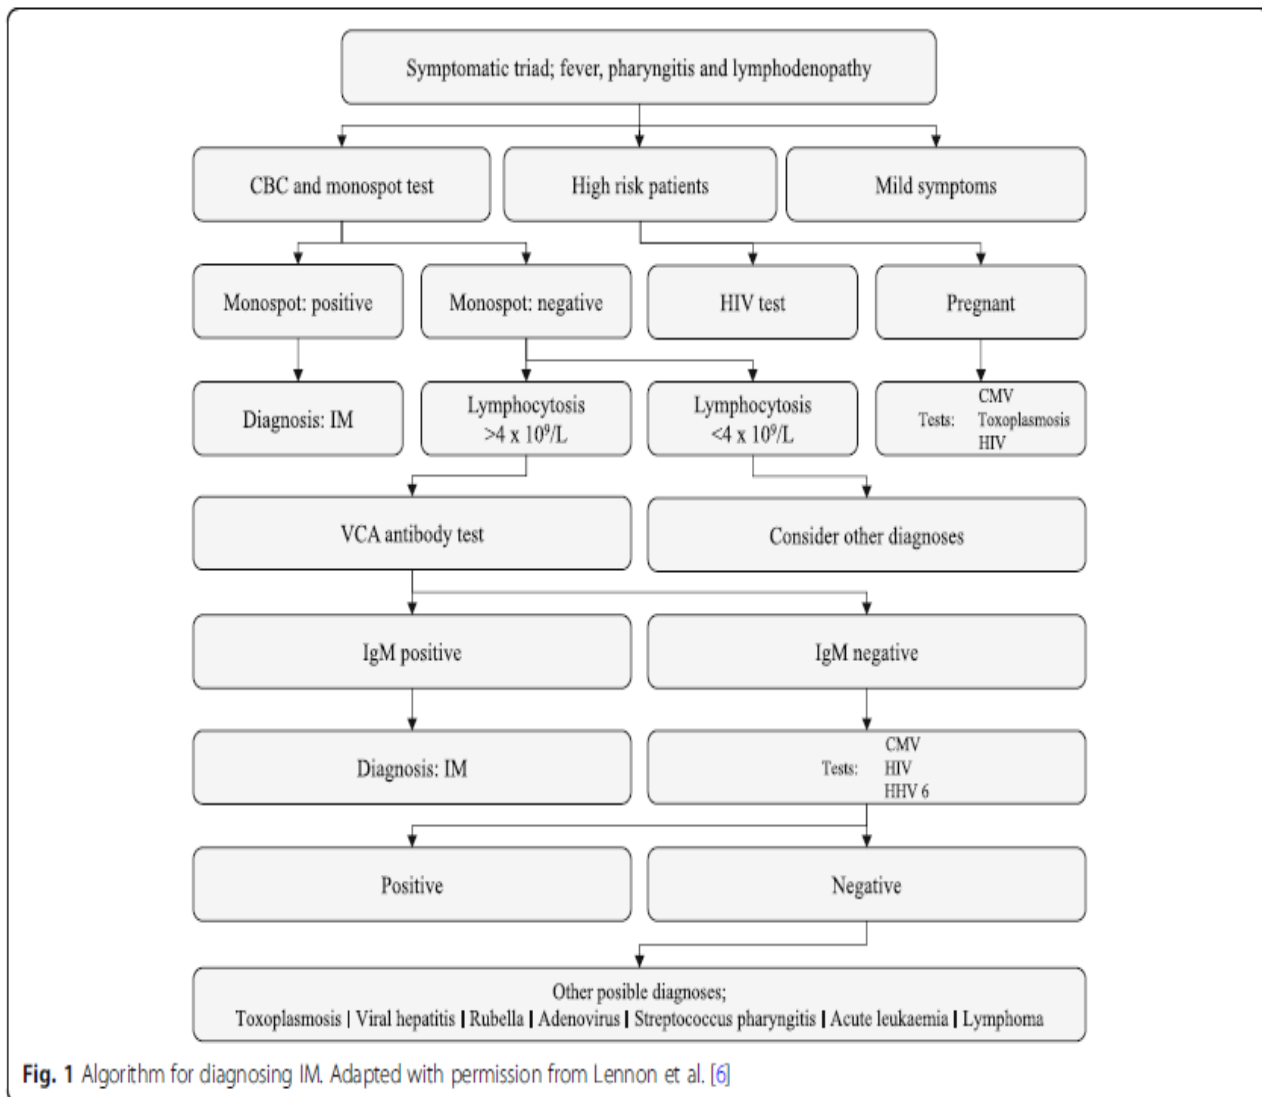 Symptomatic triad; fever, pharyngitis and lymphodenopathy
CBC and monospot test
High risk patients
Mild symptoms
Monospot: positive
Monospot: negative
HIV test
Pregnant
Diagnosis: IM
Lymphocytosis
>4 x 10⁹/L
Lymphocytosis
<4 x 10⁹/L
CMV
Tests: Toxoplasmosis
HIV
VCA antibody test
Consider other diagnoses
IgM positive
IgM negative
Diagnosis: IM
CMV
Tests: HIV
HHV 6
Positive
Negative
Other posible diagnoses;
Toxoplasmosis | Viral hepatitis | Rubella | Adenovirus | Streptococcus pharyngitis | Acute leukaemia | Lymphoma
Fig. 1 Algorithm for diagnosing IM. Adapted with permission from Lennon et al. [6]